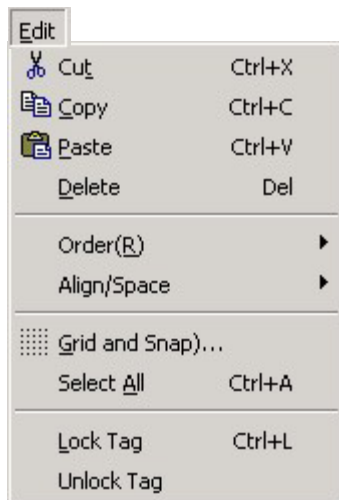 Edit
Cut Ctrl+X
Copy Ctrl+C
Paste Ctrl+V
Delete Del
Order(R)
Align/Space
Grid and Snap)...
Select All Ctrl+A
Lock Tag Ctrl+L
Unlock Tag